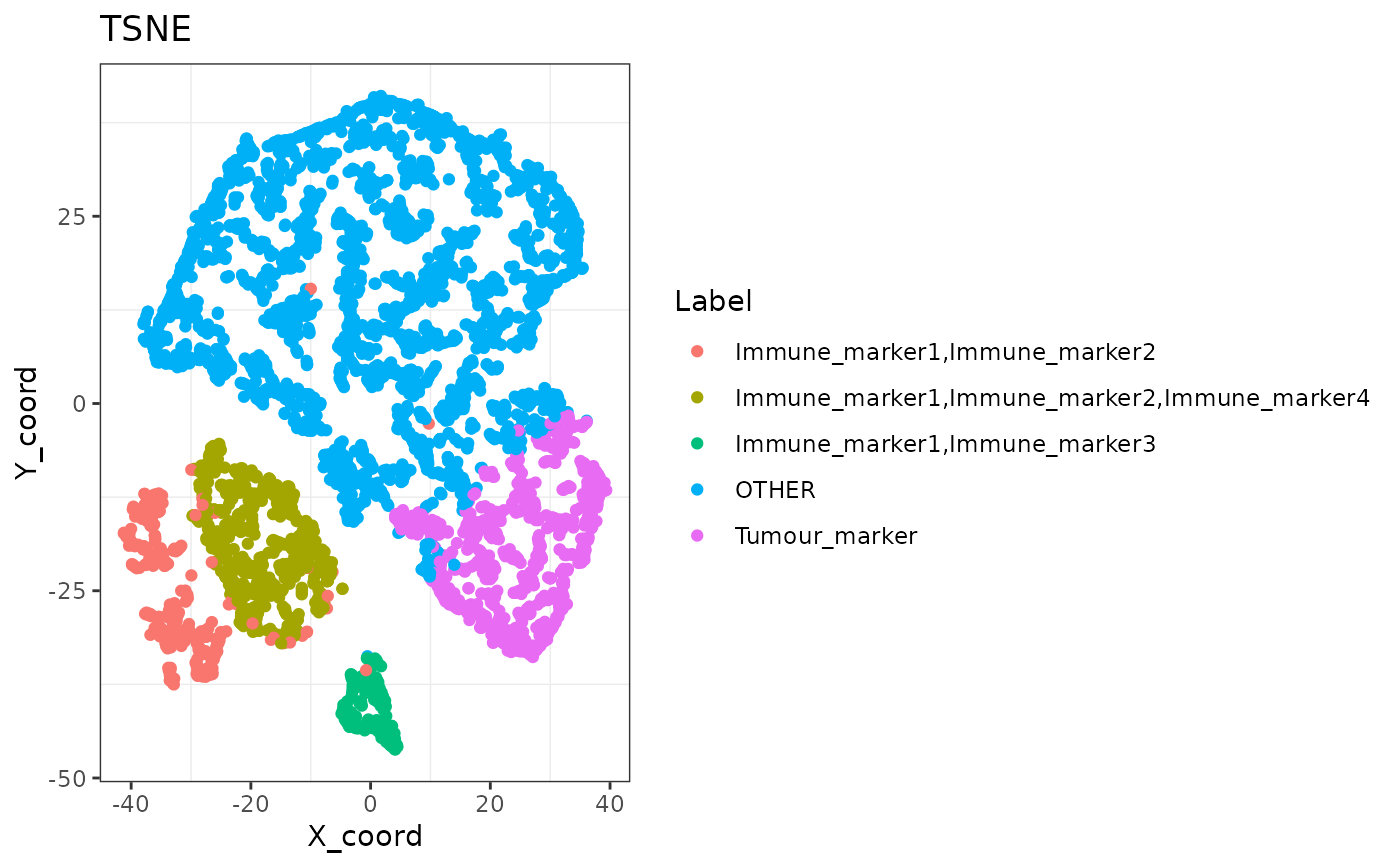 TSNE
Y_coord
25
0
-25
-50
-40
-20
0
20
40
X_coord
Label
Immune_marker1,Immune_marker2
Immune_marker1,Immune_marker2,Immune_marker4
Immune_marker1,Immune_marker3
OTHER
Tumour_marker